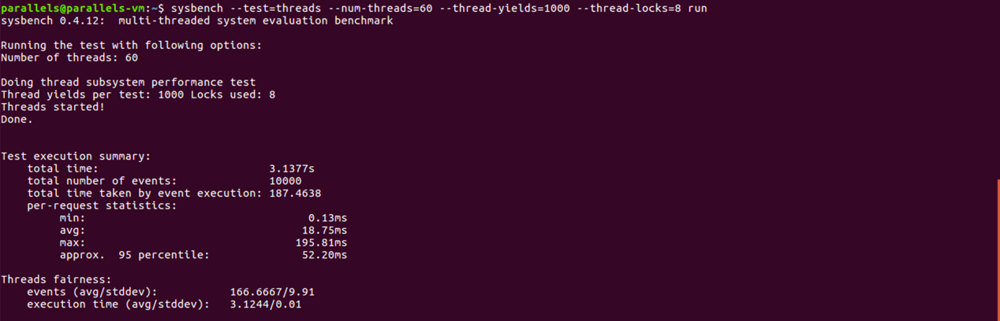 parallels@parallels-vm:~$ sysbench --test=threads --num-threads=60 --thread-yields=1000 --thread-locks=8 run
sysbench 0.4.12:  multi-threaded system evaluation benchmark
Running the test with following options:
Number of threads: 60
Doing thread subsystem performance test
Thread yields per test: 1000 Locks used: 8
Threads started!
Done.
Test execution summary:
    total time:                          3.1377s
    total number of events:              10000
    total time taken by event execution: 187.4638
    per-request statistics:
         min:                                  0.13ms
         avg:                                 18.75ms
         max:                                195.81ms
         approx.  95 percentile:              52.20ms
Threads fairness:
    events (avg/stddev):           166.6667/9.91
    execution time (avg/stddev):   3.1244/0.01